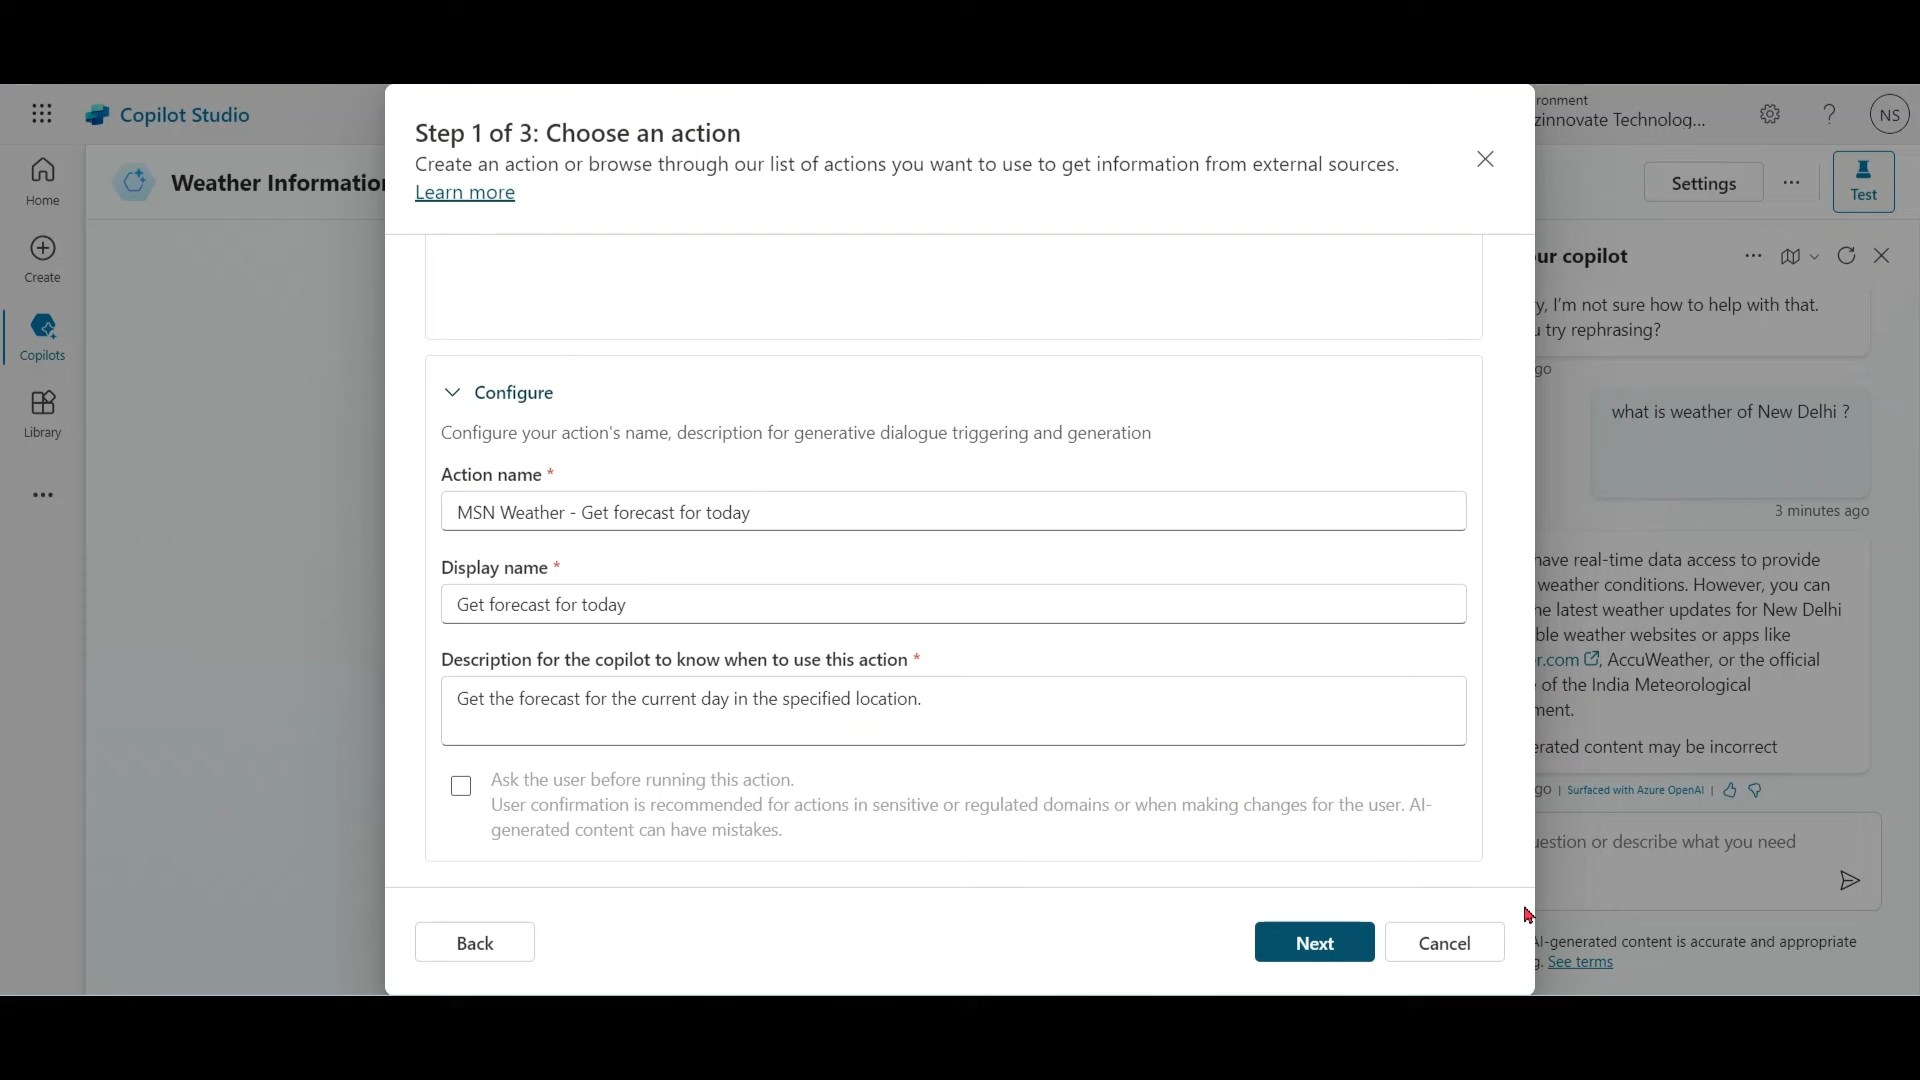 Copilot Studio
ronment
zinnovate Technolog...
NS
Home
Create
Copilots
Library
Weather Information
Settings
Test
Step 1 of 3: Choose an action
Create an action or browse through our list of actions you want to use to get information from external sources.
Learn more
Configure
Configure your action's name, description for generative dialogue triggering and generation
Action name *
MSN Weather - Get forecast for today
Display name *
Get forecast for today
Description for the copilot to know when to use this action *
Get the forecast for the current day in the specified location.
Ask the user before running this action.
User confirmation is recommended for actions in sensitive or regulated domains or when making changes for the user. AI-
generated content can have mistakes.
Back
Next
Cancel
ur copilot
y, I'm not sure how to help with that.
u try rephrasing?
go
what is weather of New Delhi ?
3 minutes ago
have real-time data access to provide
weather conditions. However, you can
he latest weather updates for New Delhi
ble weather websites or apps like
r.com, AccuWeather, or the official
of the India Meteorological
ment.
erated content may be incorrect
go | Surfaced with Azure OpenAI |
uestion or describe what you need
AI-generated content is accurate and appropriate
g. See terms